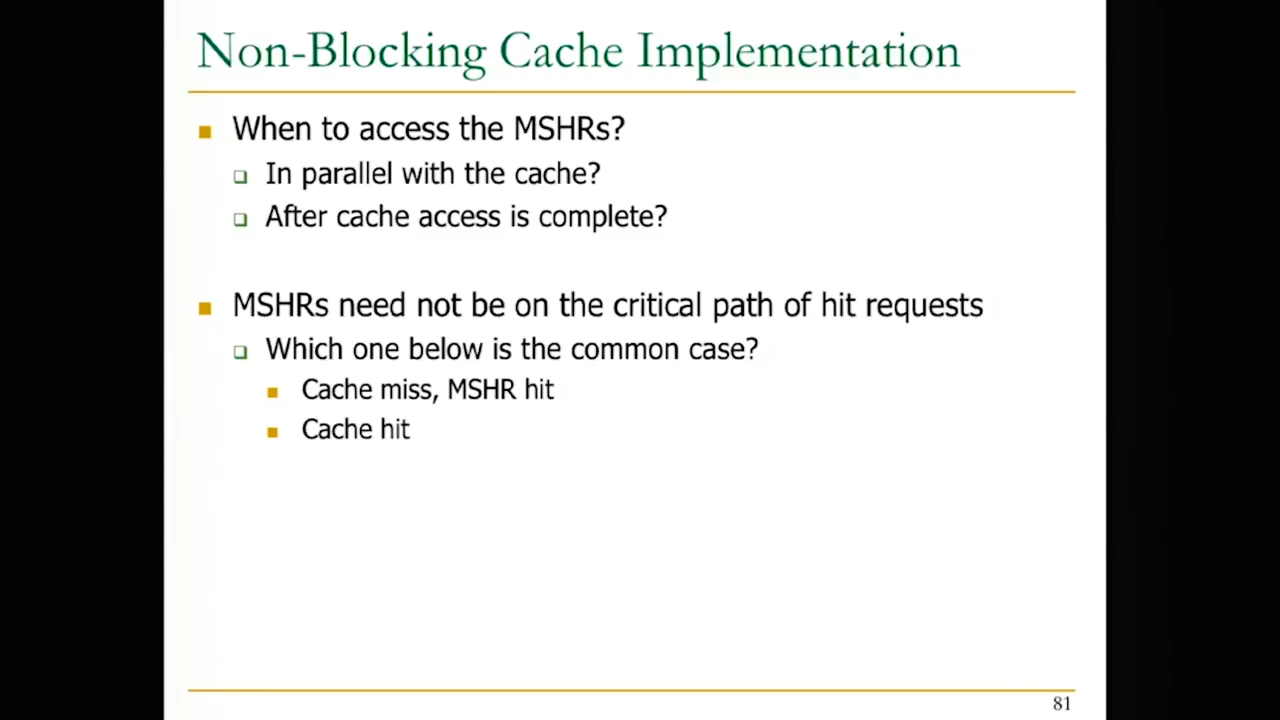 Non-Blocking Cache Implementation
When to access the MSHRs?
In parallel with the cache?
After cache access is complete?
MSHRs need not be on the critical path of hit requests
Which one below is the common case?
Cache miss, MSHR hit
Cache hit
81